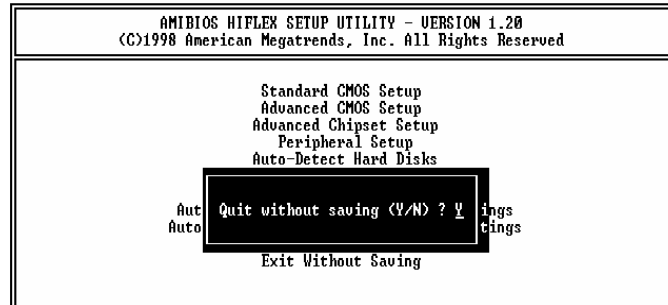 AMIBIOS HIFLEX SETUP UTILITY - VERSION 1.20
(C)1998 American Megatrends, Inc. All Rights Reserved
Standard CMOS Setup
Advanced CMOS Setup
Advanced Chipset Setup
Peripheral Setup
Auto-Detect Hard Disks
Aut Quit without saving (Y/N) ? Y ings
Auto tings
Exit Without Saving